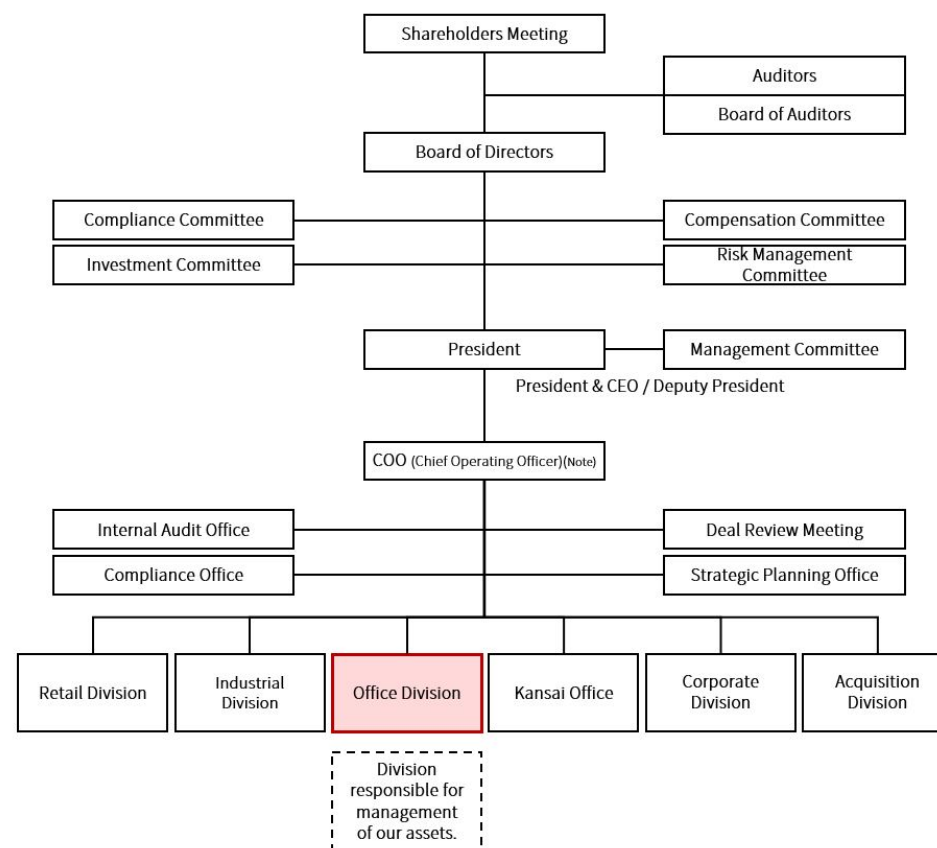 Shareholders Meeting
Auditors
Board of Auditors
Board of Directors
Compliance Committee
Compensation Committee
Investment Committee
Risk Management
Committee
President
Management Committee
President & CEO / Deputy President
COO (Chief Operating Officer)(Note)
Internal Audit Office
Deal Review Meeting
Compliance Office
Strategic Planning Office
Retail Division
Industrial
Division
Office Division
Kansai Office
Corporate
Division
Acquisition
Division
Division
responsible for
management
of our assets.